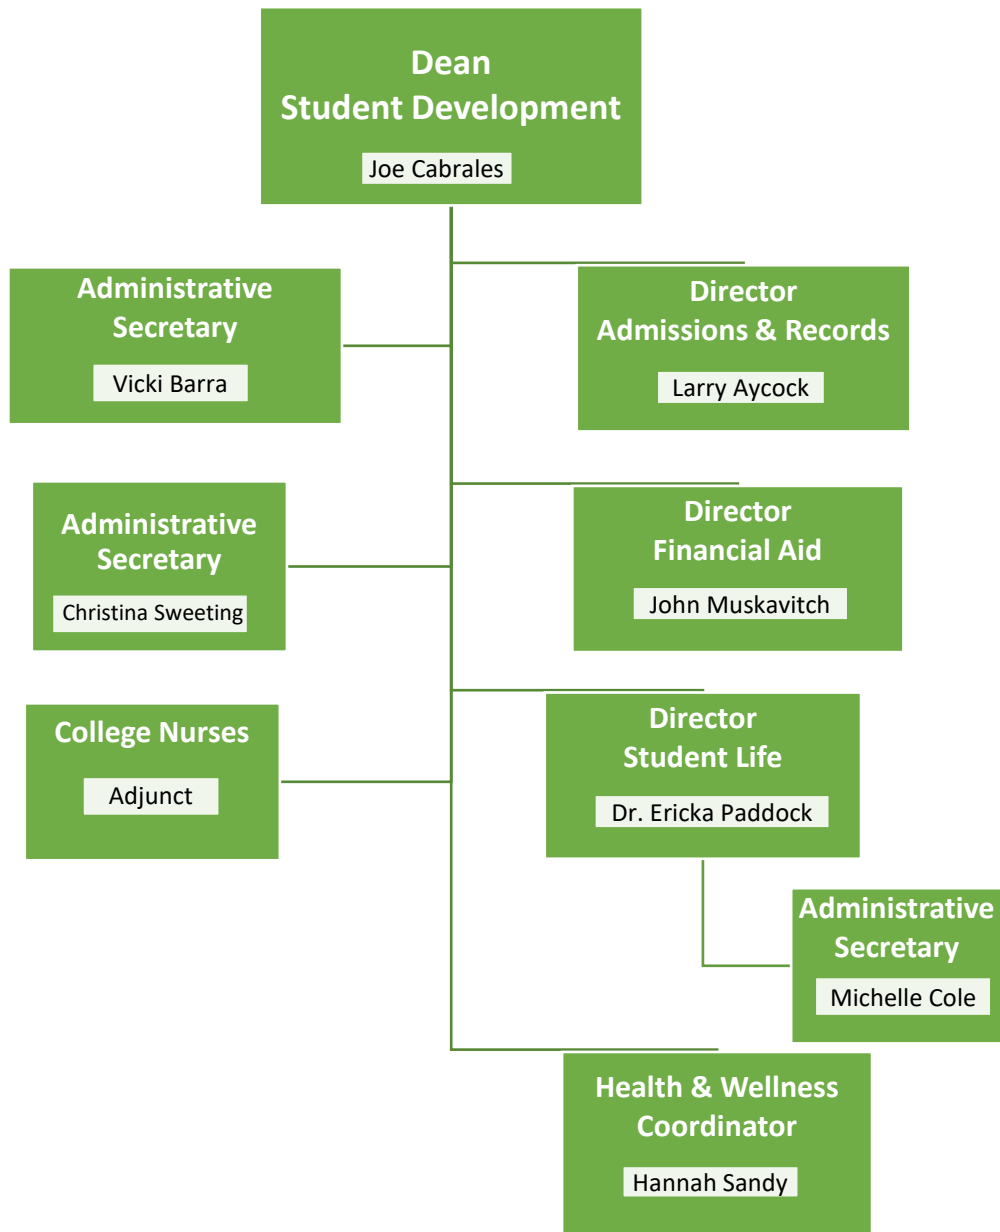 Dean
Student Development
Joe Cabrales
Administrative
Secretary
Vicki Barra
Director
Admissions & Records
Larry Aycock
Administrative
Secretary
Christina Sweeting
Director
Financial Aid
John Muskavitch
College Nurses
Adjunct
Director
Student Life
Dr. Ericka Paddock
Administrative
Secretary
Michelle Cole
Health & Wellness
Coordinator
Hannah Sandy